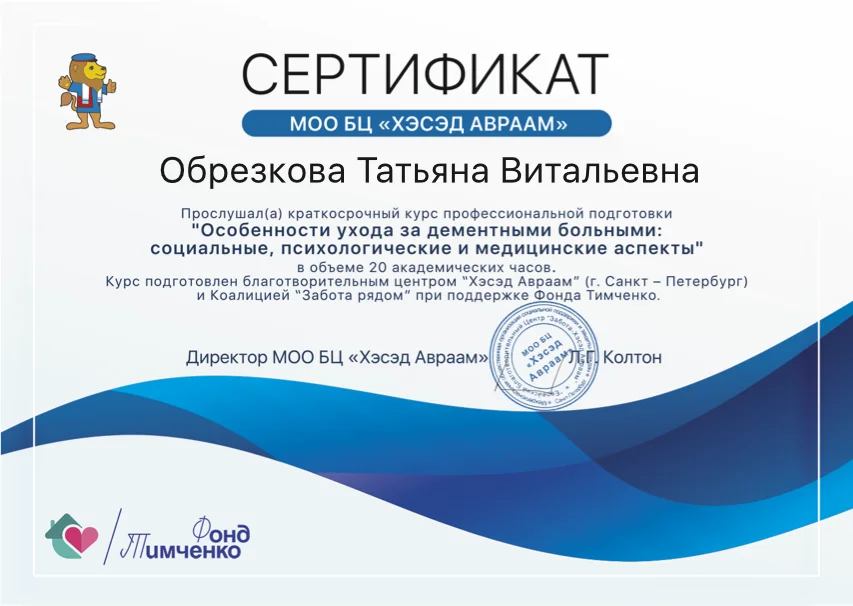 СЕРТИФИКАТ
МОО БЦ «ХЭСЭД АВРААМ»
Обрезкова Татьяна Витальевна
Прослушал(а) краткосрочный курс профессиональной подготовки
"Особенности ухода за дементными больными:
социальные, психологические и медицинские аспекты"
в объеме 20 академических часов.
Курс подготовлен благотворительным центром “Хэсэд Авраам” (г. Санкт – Петербург)
и Коалицией “Забота рядом” при поддержке Фонда Тимченко.
Директор МОО БЦ «Хэсэд Авраам» Л.Г. Колтон
МОО БЦ
«Хэсэд
Авраам»
Фонд
Тимченко